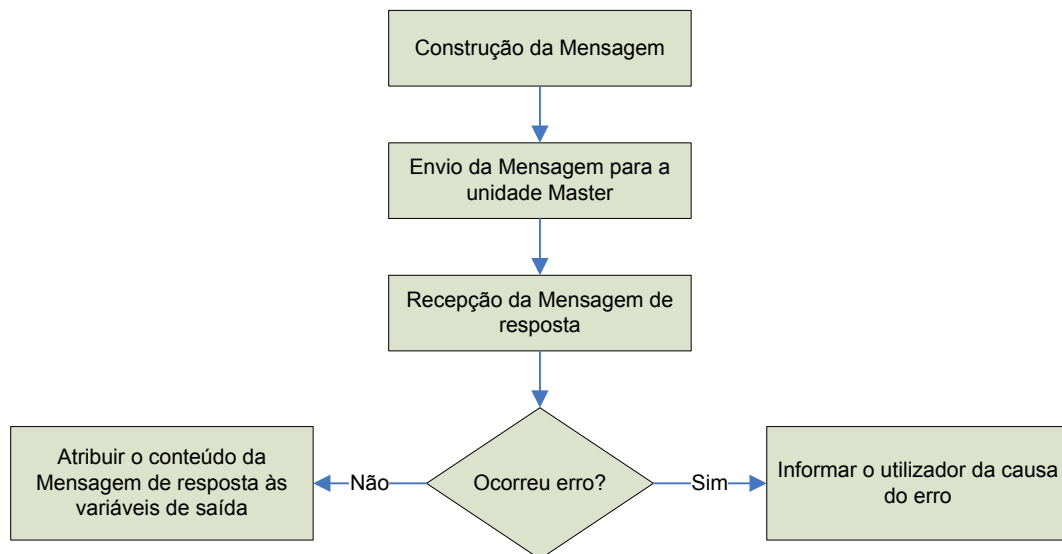 Construção da Mensagem
Envio da Mensagem para a
unidade Master
Recepção da Mensagem de
resposta
Atribuir o conteúdo da
Mensagem de resposta às
variáveis de saída
Não
Ocorreu erro?
Sim
Informar o utilizador da causa
do erro